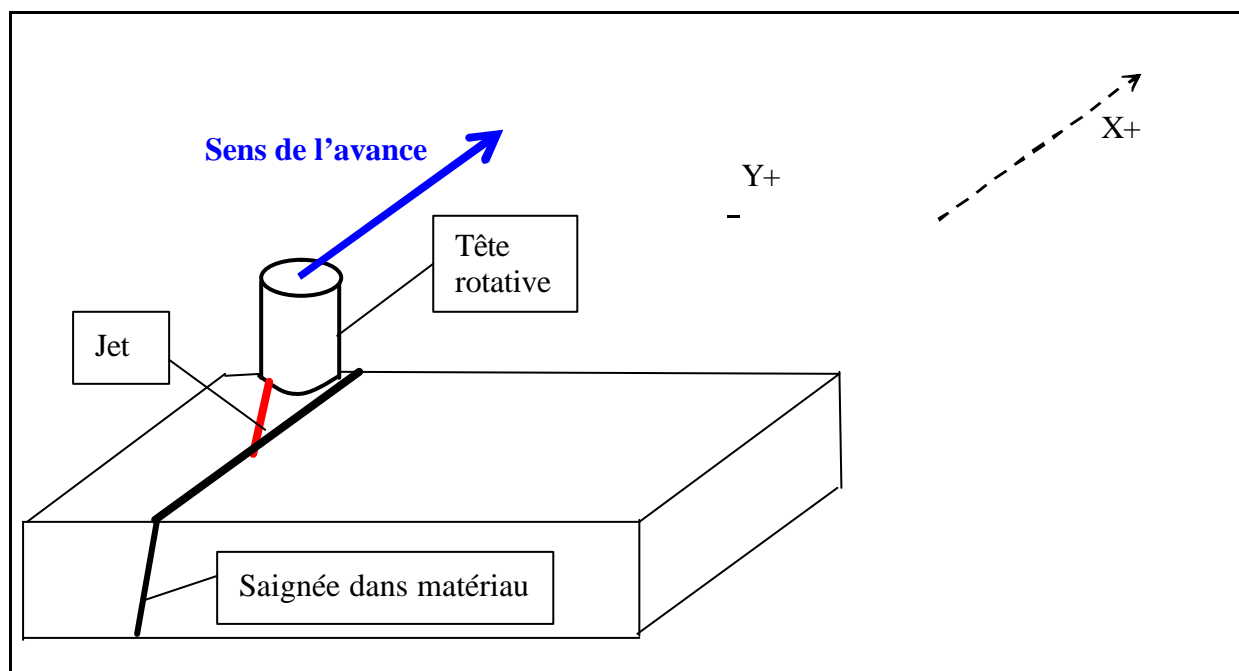 X+
Sens de l’avance
Y+
Tête
rotative
Jet
Saignée dans matériau